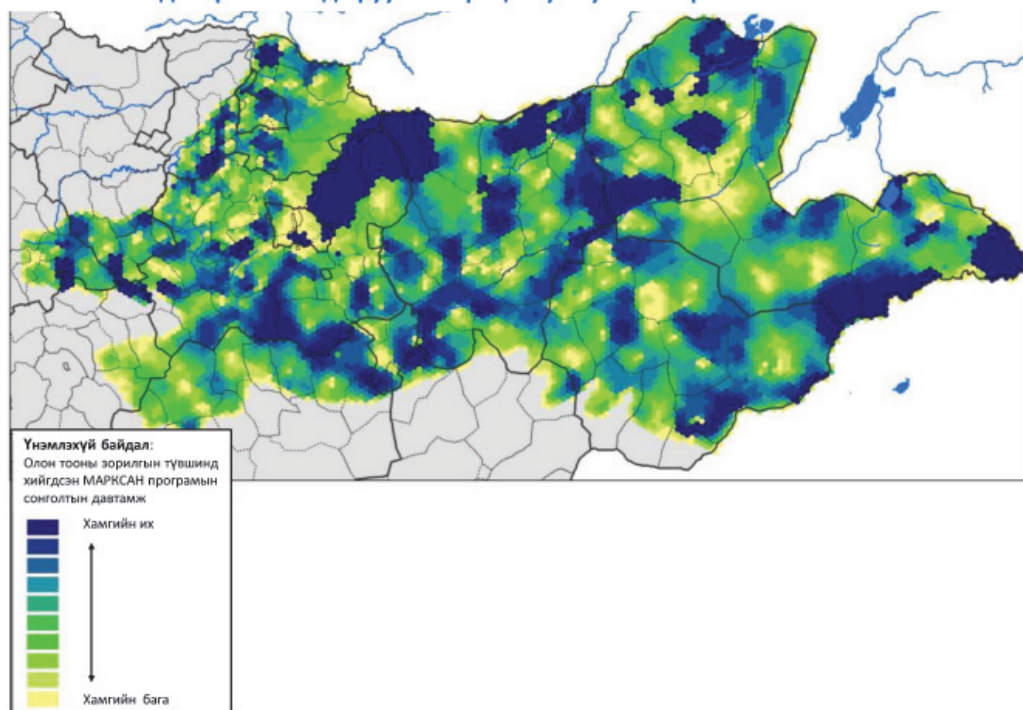 Үнэмлэхүй байдал:
Олон тооны зорилгын түвшинд
хийгдсэн МАРКСАН програмын
сонголтын давтамж
Хамгийн их
Хамгийн бага